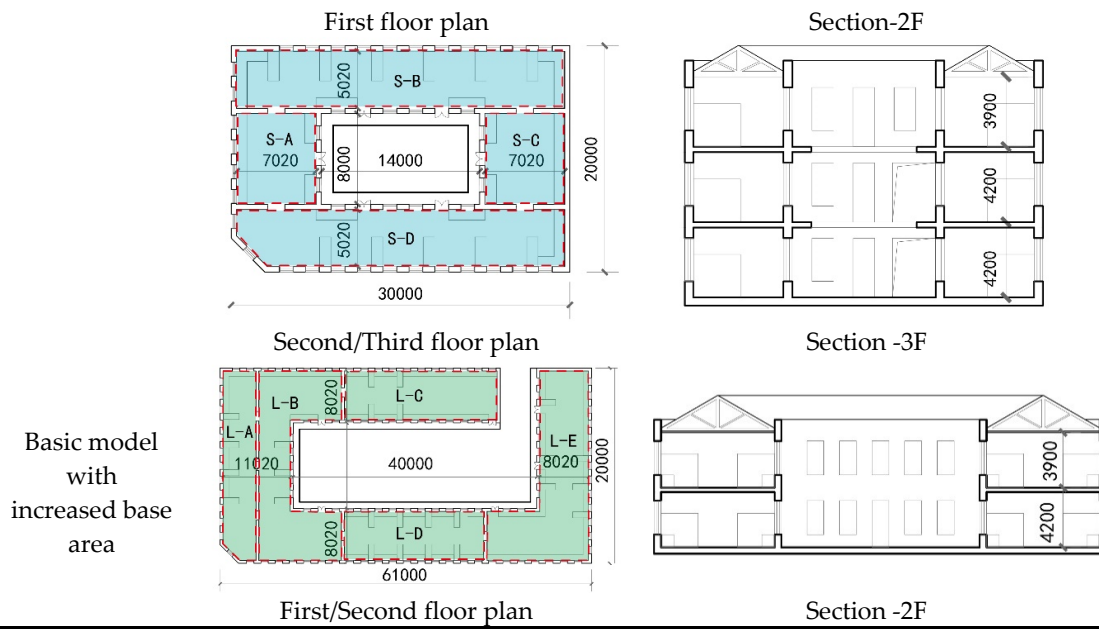 First floor plan
Section-2F
S-B
5020
S-A
7020
14000
8000
S-C
7020
20000
S-D
5020
30000
3900
4200
4200
Second/Third floor plan
Section -3F
Basic model
with
increased base
area
L-A
L-B
8020
L-C
11020
40000
L-E
8020
20000
8020
L-D
61000
3900
4200
First/Second floor plan
Section -2F